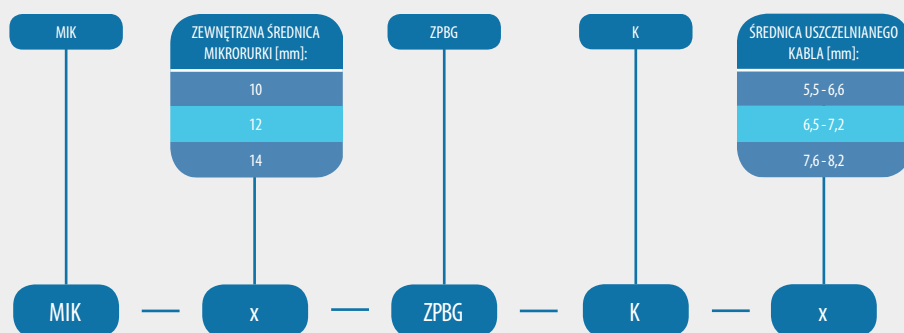 MIK
ZEWNĘTRZNA ŚREDNICA
MIKRORURKI [mm]:
10
12
14
ZPBG
K
ŚREDNICA USZCZELNIANEGO
KABLA [mm]:
5,5 - 6,6
6,5 - 7,2
7,6 - 8,2
MIK — x — ZPBG — K — x